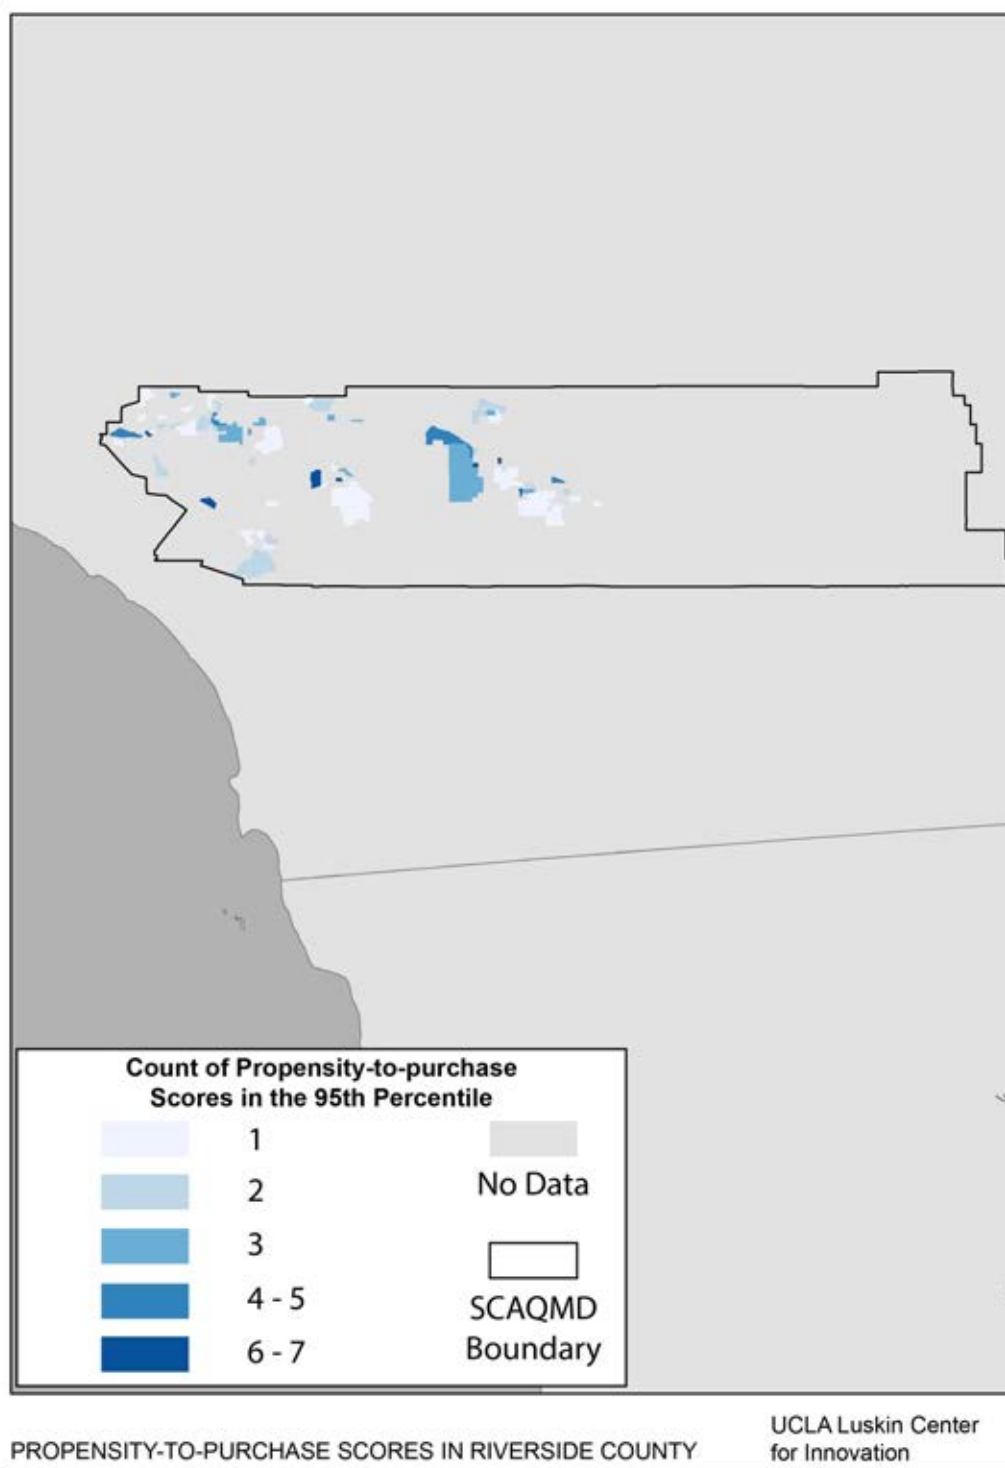 Count of Propensity-to-purchase
Scores in the 95th Percentile
1
2
3
4 - 5
6 - 7
No Data
SCAQMD
Boundary
PROPENSITY-TO-PURCHASE SCORES IN RIVERSIDE COUNTY
UCLA Luskin Center
for Innovation